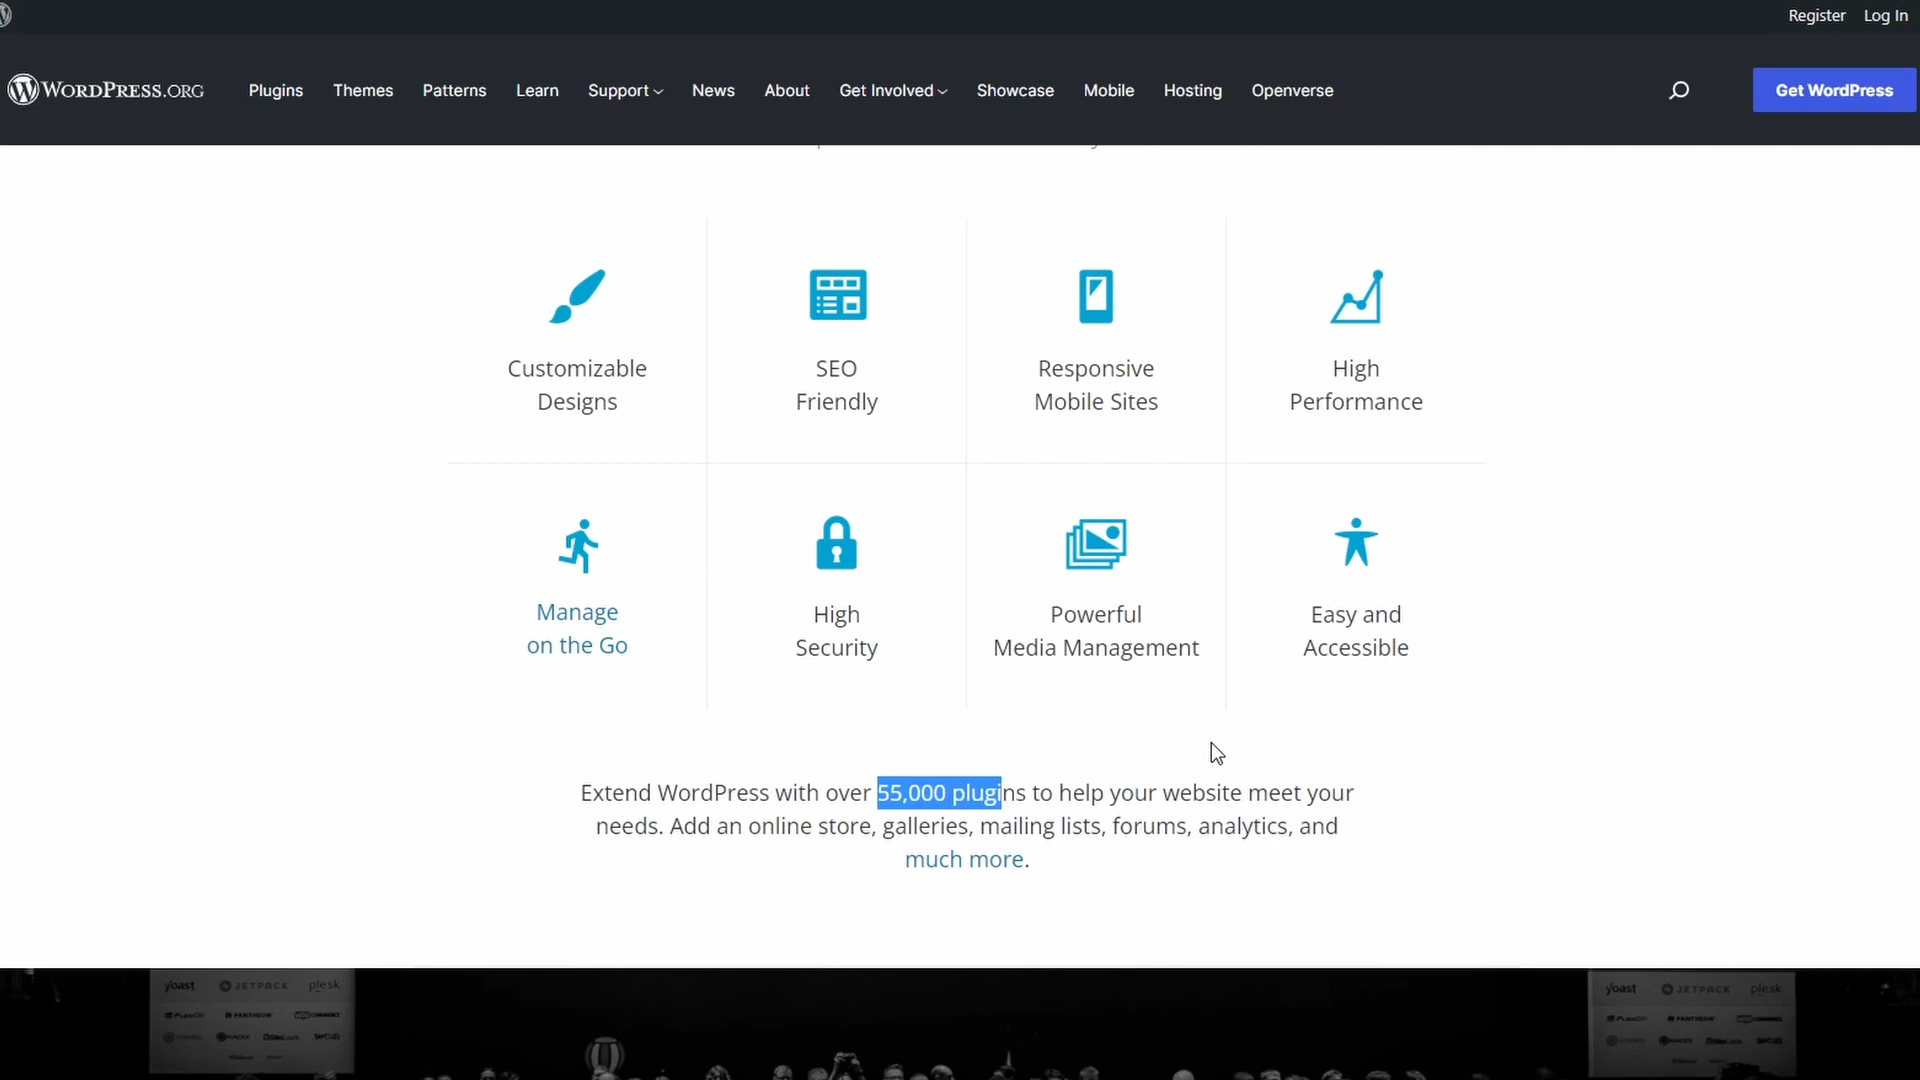 Register Log In
WORDPRESS.ORG Plugins Themes Patterns Learn Support News About Get Involved Showcase Mobile Hosting Openverse Get WordPress
Customizable Designs
SEO Friendly
Responsive Mobile Sites
High Performance
Manage on the Go
High Security
Powerful Media Management
Easy and Accessible
Extend WordPress with over 55,000 plugins to help your website meet your
needs. Add an online store, galleries, mailing lists, forums, analytics, and
much more.
yoast JETPACK plesk
PANTHEON
SiteLock
yoast JETPACK plesk
PANTHEON